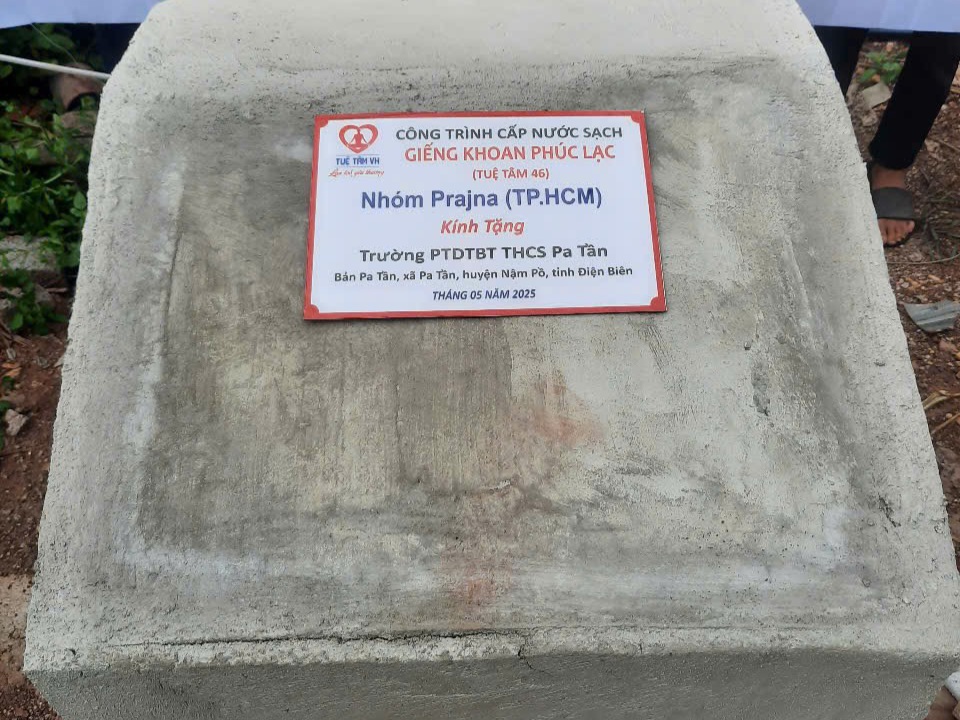 CÔNG TRÌNH CẤP NƯỚC SẠCH
GIẾNG KHOAN PHÚC LẠC
(TUỆ TÂM 46)
TUỆ TÂM VH
Nhóm Prajna (TP.HCM)
Kính Tặng
Trường PTDTBT THCS Pa Tần
Bản Pa Tần, xã Pa Tần, huyện Nậm Pồ, tỉnh Điện Biên
THÁNG 05 NĂM 2025